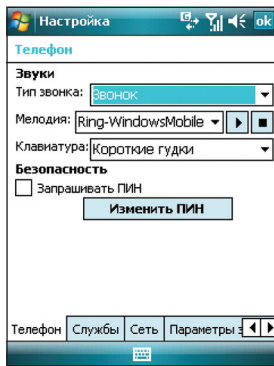 Настройка ok
Телефон
Звуки
Тип звонка: Звонок
Мелодия: Ring-WindowsMobile
Клавиатура: Короткие гудки
Безопасность
Запрашивать ПИН
Изменить ПИН
Телефон Службы Сеть Параметры